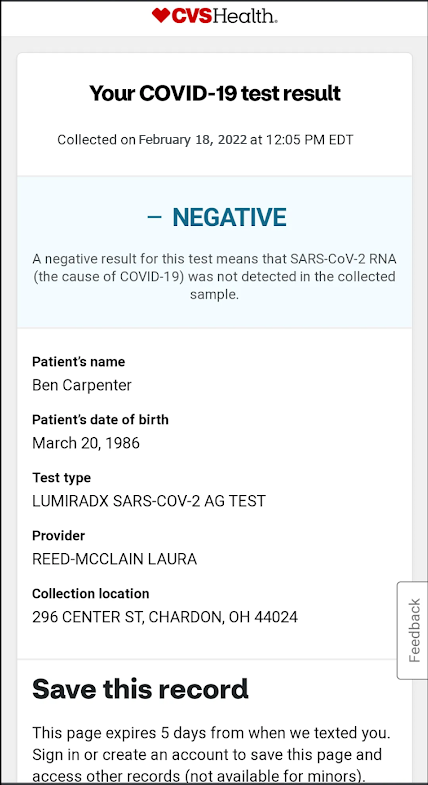 CVSHealth.
Your COVID-19 test result
Collected on February 18, 2022 at 12:05 PM EDT
– NEGATIVE
A negative result for this test means that SARS-CoV-2 RNA
(the cause of COVID-19) was not detected in the collected
sample.
Patient's name
Ben Carpenter
Patient's date of birth
March 20, 1986
Test type
LUMIRADX SARS-COV-2 AG TEST
Provider
REED-MCCLAIN LAURA
Collection location
296 CENTER ST, CHARDON, OH 44024
Feedback
Save this record
This page expires 5 days from when we texted you.
Sign in or create an account to save this page and
access other records (not available for minors).